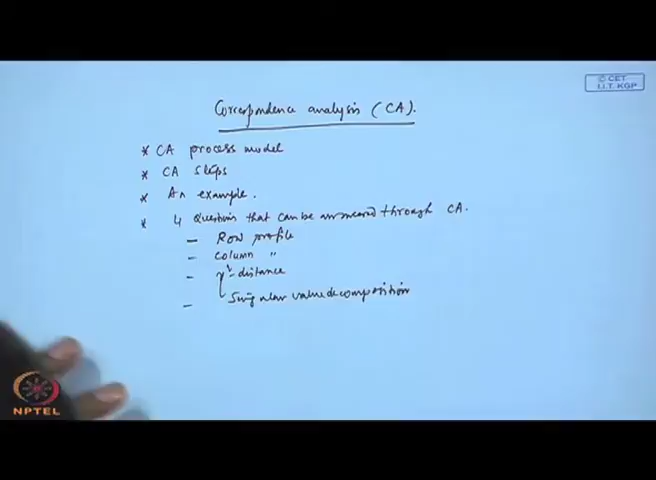 © CET
I.I.T. KGP
Correspondence analysis (CA).
* CA process model
* CA steps
* An example.
* 4 Questions that can be answered through CA.
- Row profile
- Column "
- χ²-distance
- Singular value decomposition
NPTEL